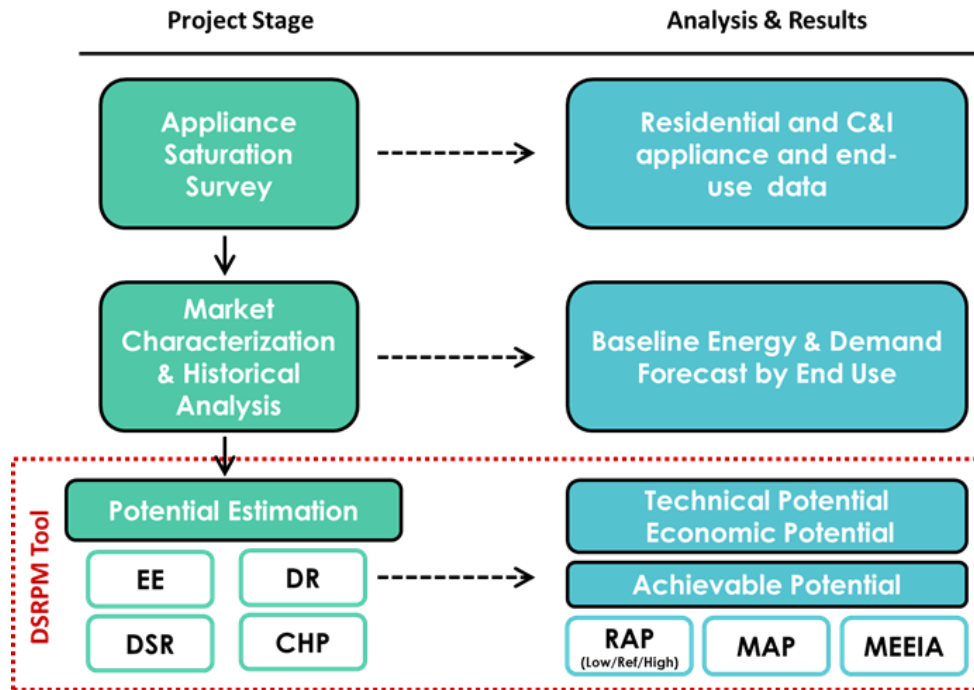 Project Stage
Analysis & Results
Appliance
Saturation
Survey
Residential and C&I
appliance and end-
use data
Market
Characterization
& Historical
Analysis
Baseline Energy & Demand
Forecast by End Use
DSRPM Tool
Potential Estimation
EE
DR
DSR
CHP
Technical Potential
Economic Potential
Achievable Potential
RAP
(Low/Ref/High)
MAP
MEEIA